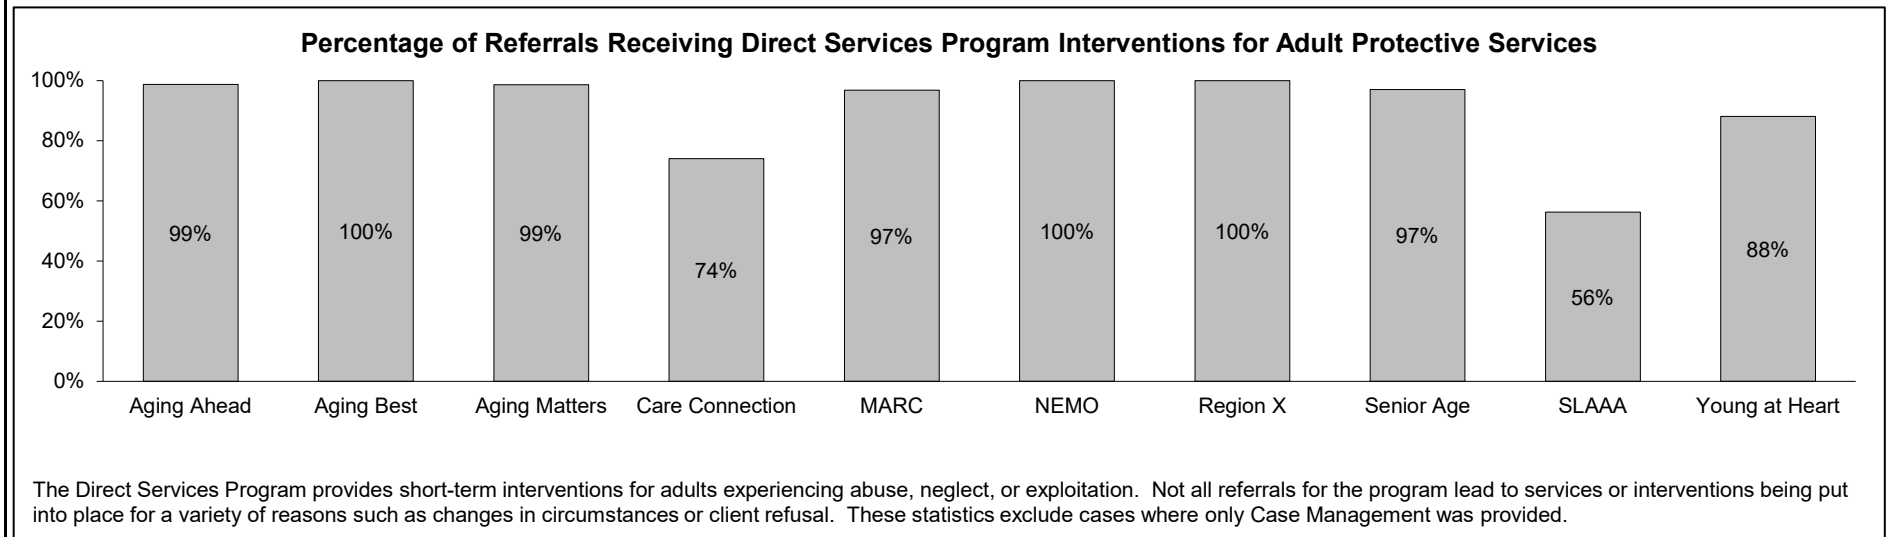 Percentage of Referrals Receiving Direct Services Program Interventions for Adult Protective Services
100%
80%
60%
40%
20%
0%
99%
100%
99%
74%
97%
100%
100%
97%
56%
88%
Aging Ahead
Aging Best
Aging Matters
Care Connection
MARC
NEMO
Region X
Senior Age
SLAAA
Young at Heart
The Direct Services Program provides short-term interventions for adults experiencing abuse, neglect, or exploitation.  Not all referrals for the program lead to services or interventions being put
into place for a variety of reasons such as changes in circumstances or client refusal.  These statistics exclude cases where only Case Management was provided.